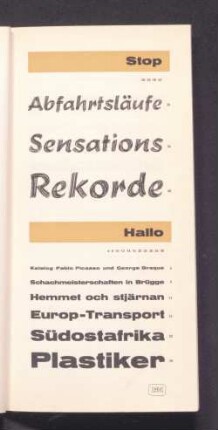 Stop
Abfahrtsläufe
Sensations
Rekorde
Hallo
Katalog Pablo Picasso und George Braque
Schachmeisterschaften in Brügge
Hemmet och stjärnan
Europ-Transport
Südostafrika
Plastiker